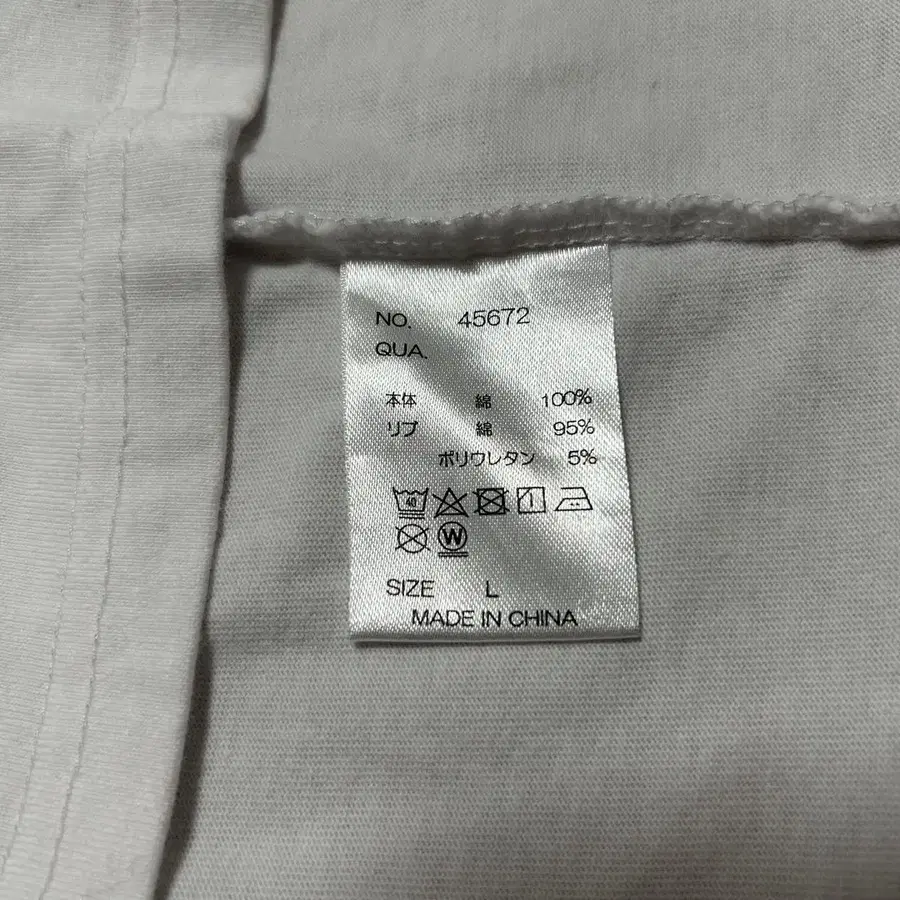 NO. 45672
QUA.
本体 綿 100%
リブ 綿 95%
ポリウレタン 5%
40
W
SIZE L
MADE IN CHINA